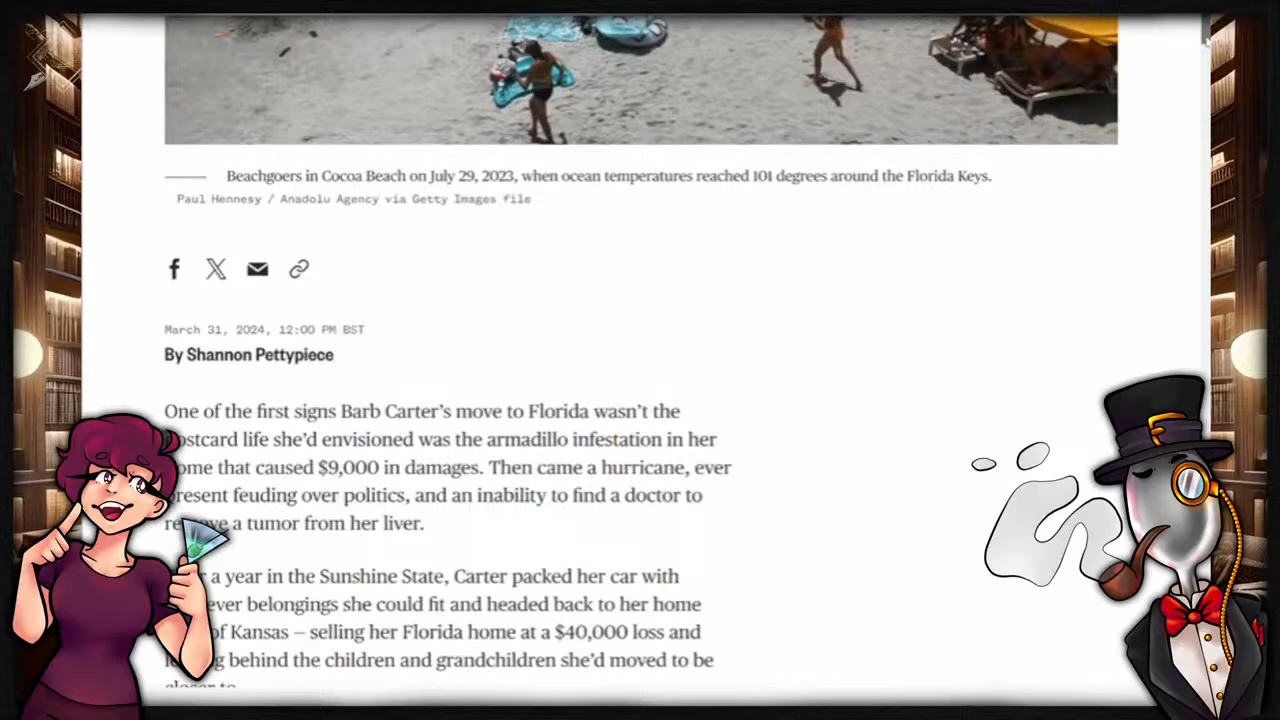 Beachgoers in Cocoa Beach on July 29, 2023, when ocean temperatures reached 101 degrees around the Florida Keys.
Paul Hennesy / Anadolu Agency via Getty Images file
March 31, 2024, 12:00 PM BST
By Shannon Pettypiece
One of the first signs Barb Carter's move to Florida wasn't the
ostcard life she'd envisioned was the armadillo infestation in her
ome that caused $9,000 in damages. Then came a hurricane, ever
resent feuding over politics, and an inability to find a doctor to
a tumor from her liver.
a year in the Sunshine State, Carter packed her car with
ever belongings she could fit and headed back to her home
of Kansas – selling her Florida home at a $40,000 loss and
g behind the children and grandchildren she'd moved to be